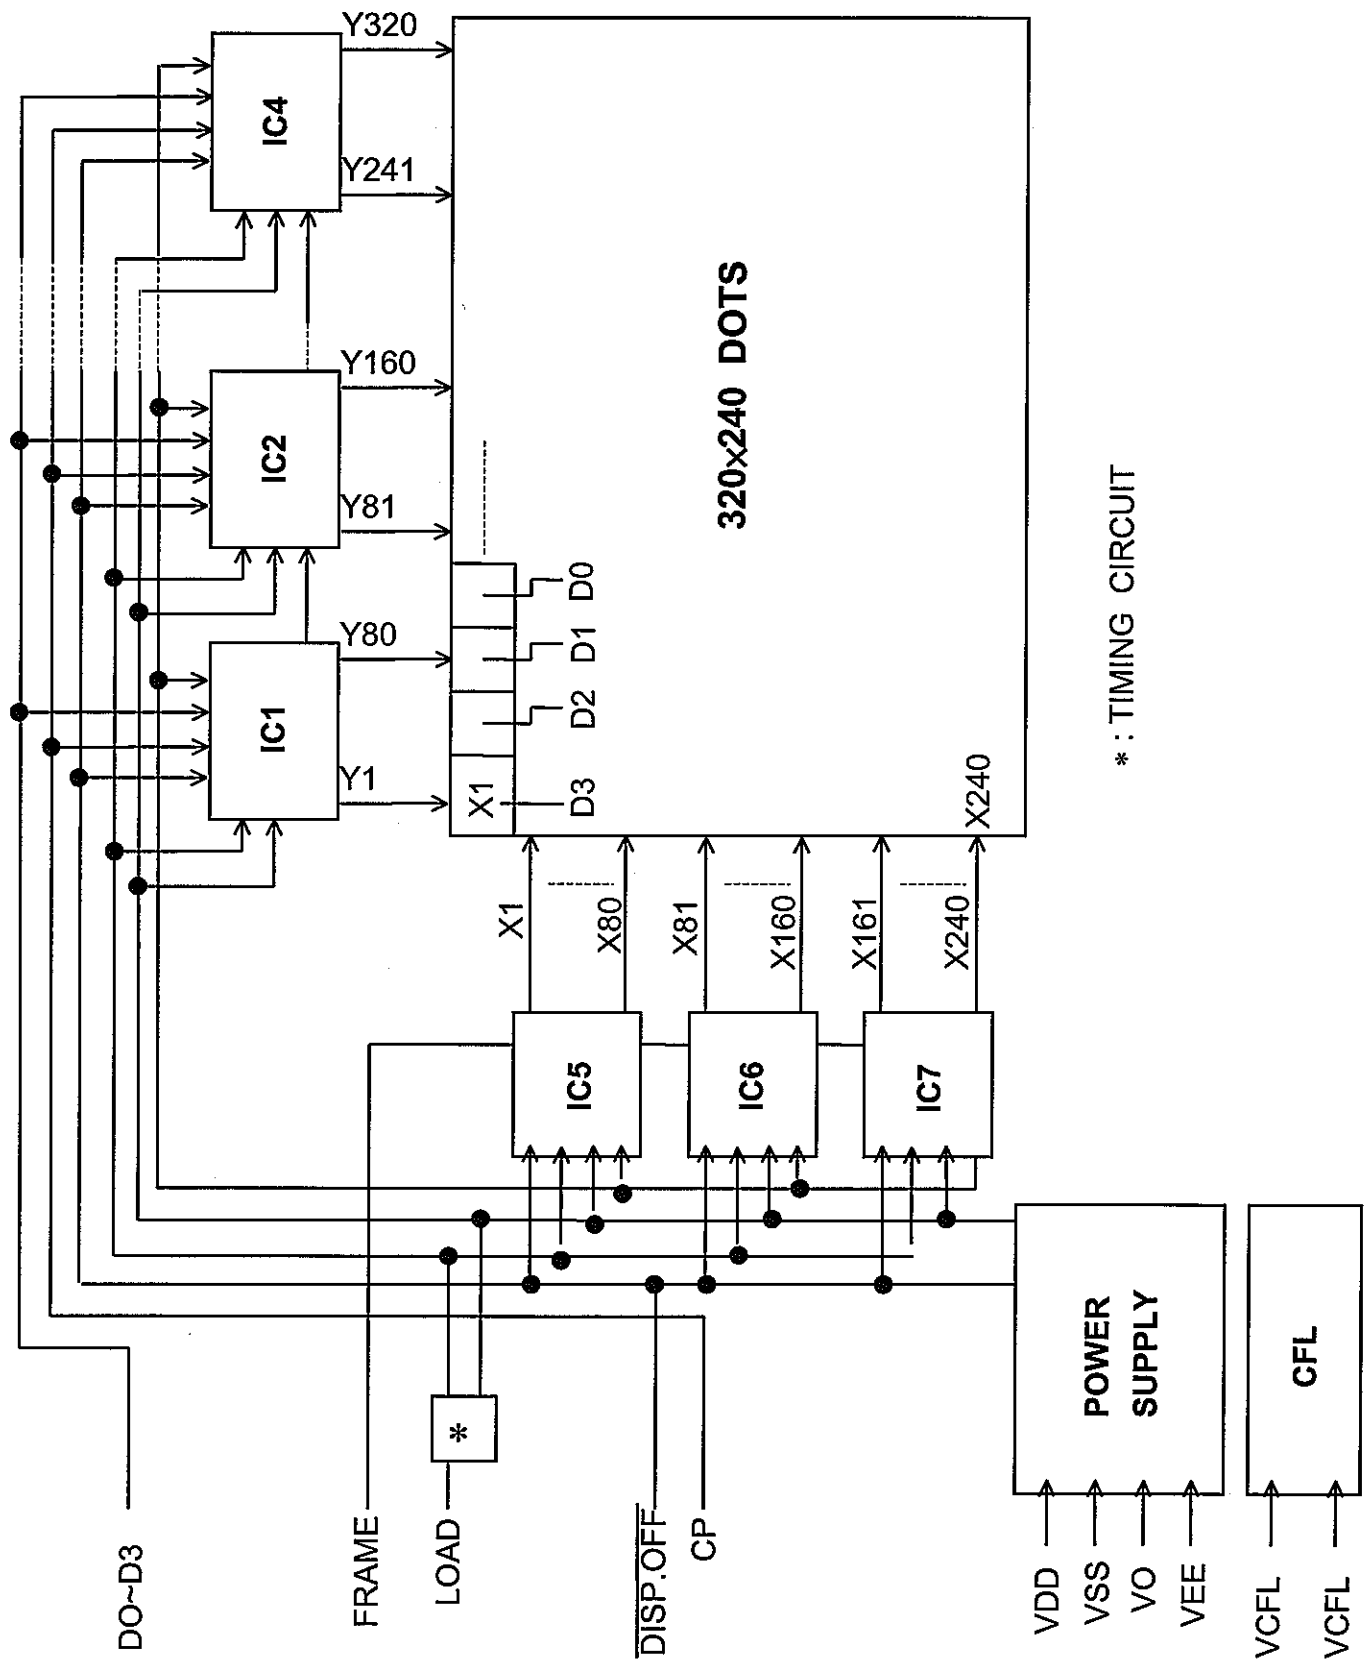 Y320
IC4
Y241
Y160
IC2
Y81
Y80
IC1
Y1
320x240 DOTS
D0
D1
D2
X1
D3
X240
* : TIMING CIRCUIT
X1
X80
X81
X160
X161
X240
IC5
IC6
IC7
*
POWER
SUPPLY
CFL
DO~D3
FRAME
LOAD
DISP.OFF
CP
VDD
VSS
VO
VEE
VCFL
VCFL